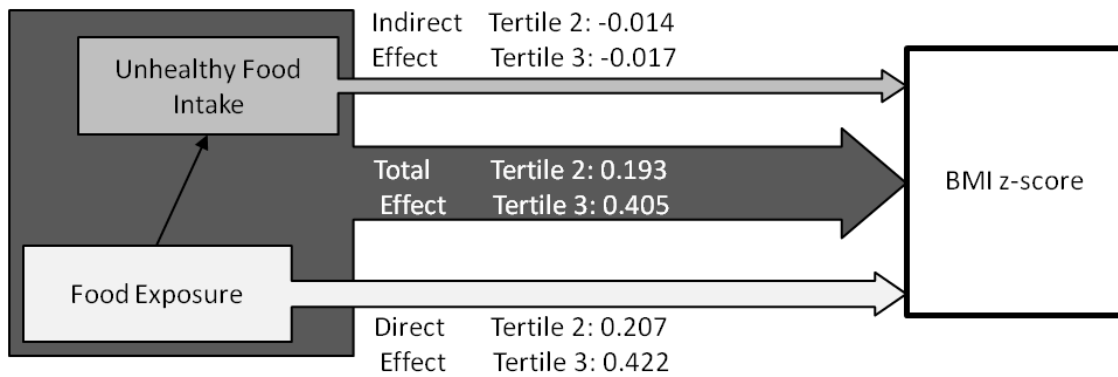 Indirect Tertile 2: -0.014
Effect Tertile 3: -0.017
Unhealthy Food
Intake
Total Tertile 2: 0.193
Effect Tertile 3: 0.405
BMI z-score
Food Exposure
Direct Tertile 2: 0.207
Effect Tertile 3: 0.422